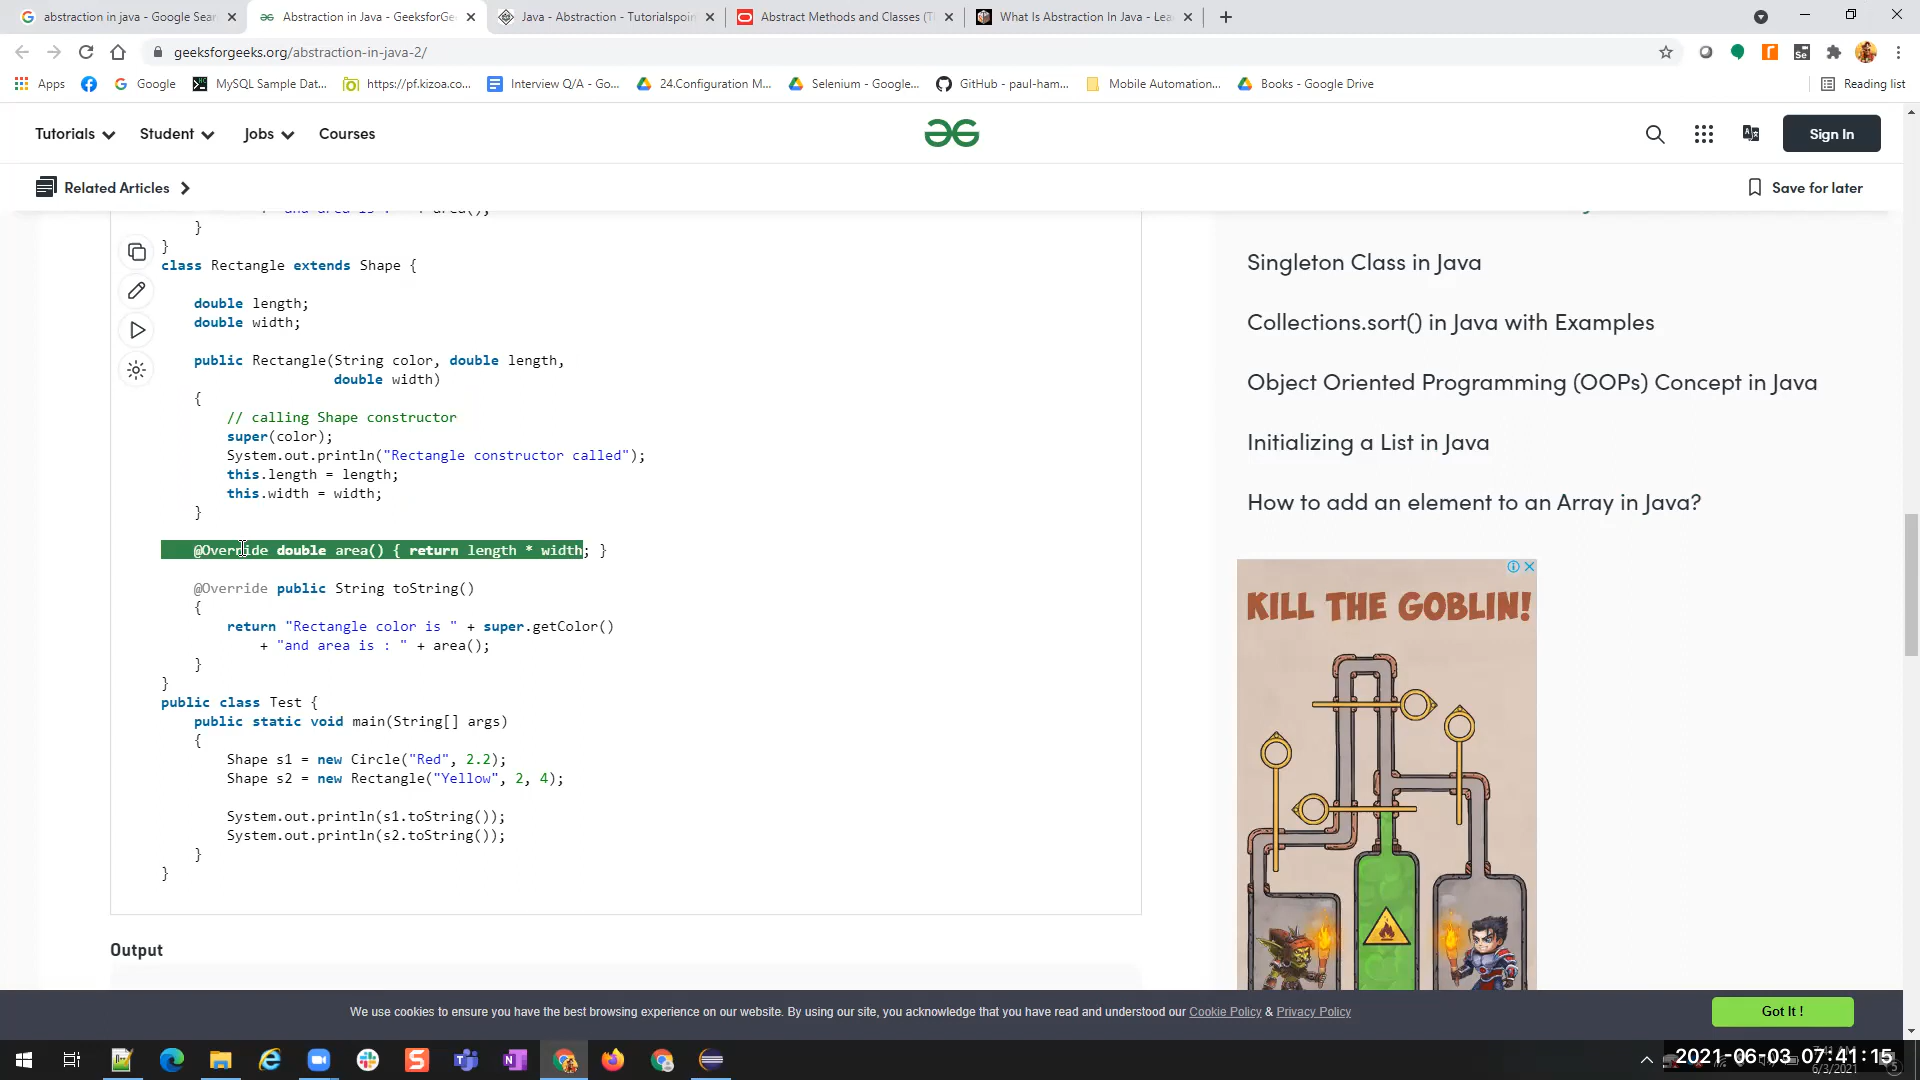 abstraction in java - Google Sear
Abstraction in Java - GeeksforGe
Java - Abstraction - Tutorialspoin
Abstract Methods and Classes (T
What Is Abstraction In Java - Lea
geeksforgeeks.org/abstraction-in-java-2/
Apps
Google
MySQL Sample Dat...
https://pf.kizoa.co...
Interview Q/A - Go...
24.Configuration M...
Selenium - Google...
GitHub - paul-ham...
Mobile Automation...
Books - Google Drive
Reading list
Tutorials
Student
Jobs
Courses
Sign In
Related Articles
Save for later
+ "and area is : " + area();
}
}
class Rectangle extends Shape {
double length;
double width;
public Rectangle(String color, double length,
double width)
{
// calling Shape constructor
super(color);
System.out.println("Rectangle constructor called");
this.length = length;
this.width = width;
}
@Override double area() { return length * width; }
@Override public String toString()
{
return "Rectangle color is " + super.getColor()
+ "and area is : " + area();
}
}
public class Test {
public static void main(String[] args)
{
Shape s1 = new Circle("Red", 2.2);
Shape s2 = new Rectangle("Yellow", 2, 4);
System.out.println(s1.toString());
System.out.println(s2.toString());
}
}
Output
Singleton Class in Java
Collections.sort() in Java with Examples
Object Oriented Programming (OOPs) Concept in Java
Initializing a List in Java
How to add an element to an Array in Java?
KILL THE GOBLIN!
We use cookies to ensure you have the best browsing experience on our website. By using our site, you acknowledge that you have read and understood our Cookie Policy & Privacy Policy
Got It !
2021-06-03 07:41:15
6/3/2021